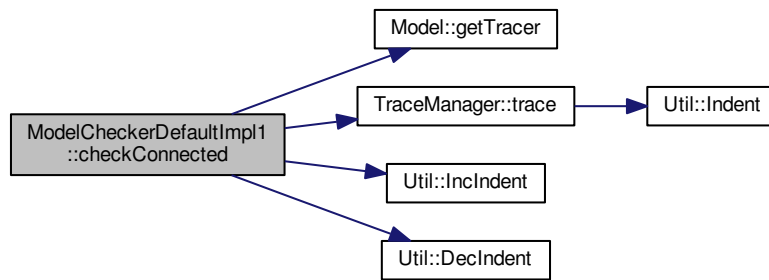 Model::getTracer
ModelCheckerDefaultImpl1
::checkConnected
TraceManager::trace
Util::Indent
Util::IncIndent
Util::DecIndent